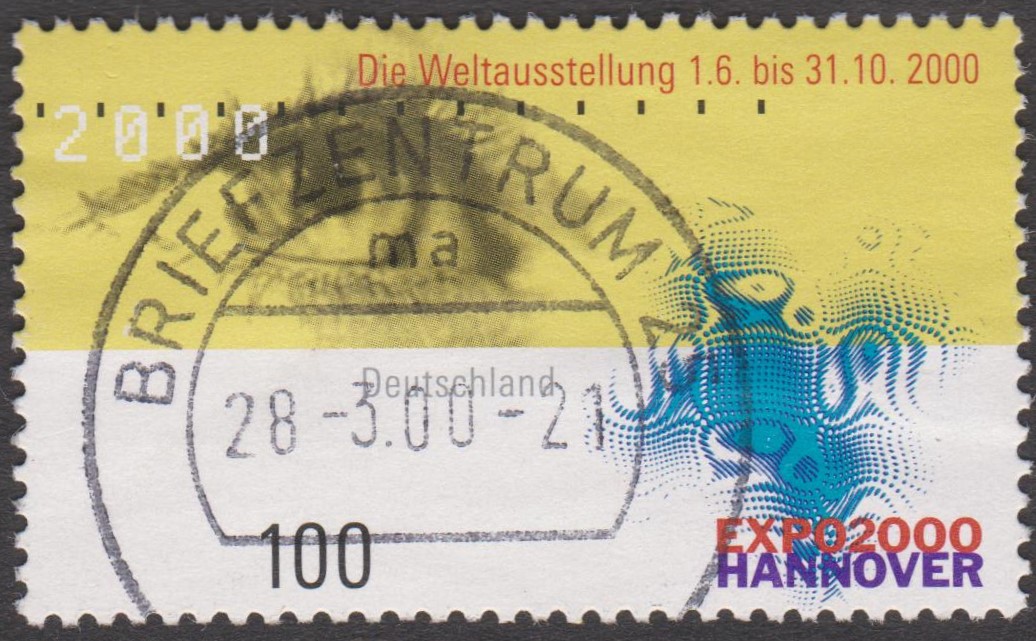 Die Weltausstellung 1.6. bis 31.10. 2000
2000
BRIEFZENTRUM
ma
Deutschland
28 -3.00 -21
100
EXPO2000
HANNOVER